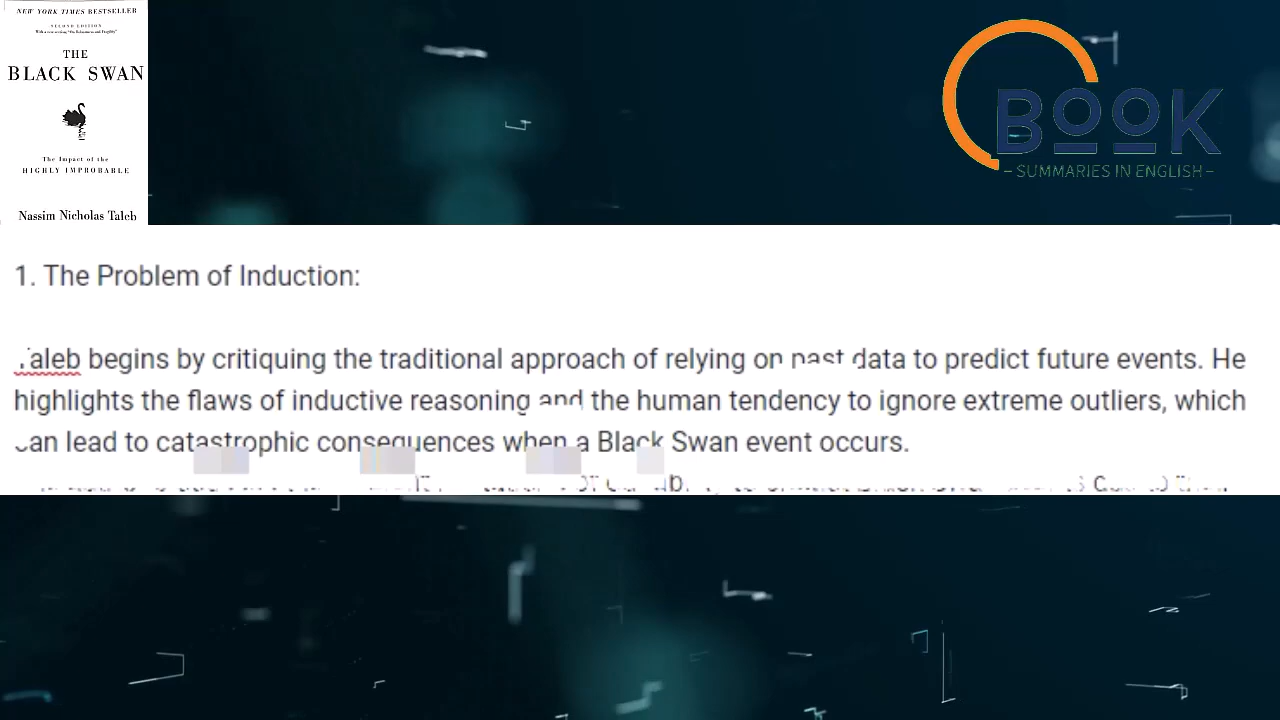 NEW YORK TIMES BESTSELLER
SECOND EDITION
THE
BLACK SWAN
The Impact of the
HIGHLY IMPROBABLE
Nassim Nicholas Taleb
BOOK
– SUMMARIES IN ENGLISH –
1. The Problem of Induction:
Taleb begins by critiquing the traditional approach of relying on past data to predict future events. He
highlights the flaws of inductive reasoning and the human tendency to ignore extreme outliers, which
can lead to catastrophic consequences when a Black Swan event occurs.